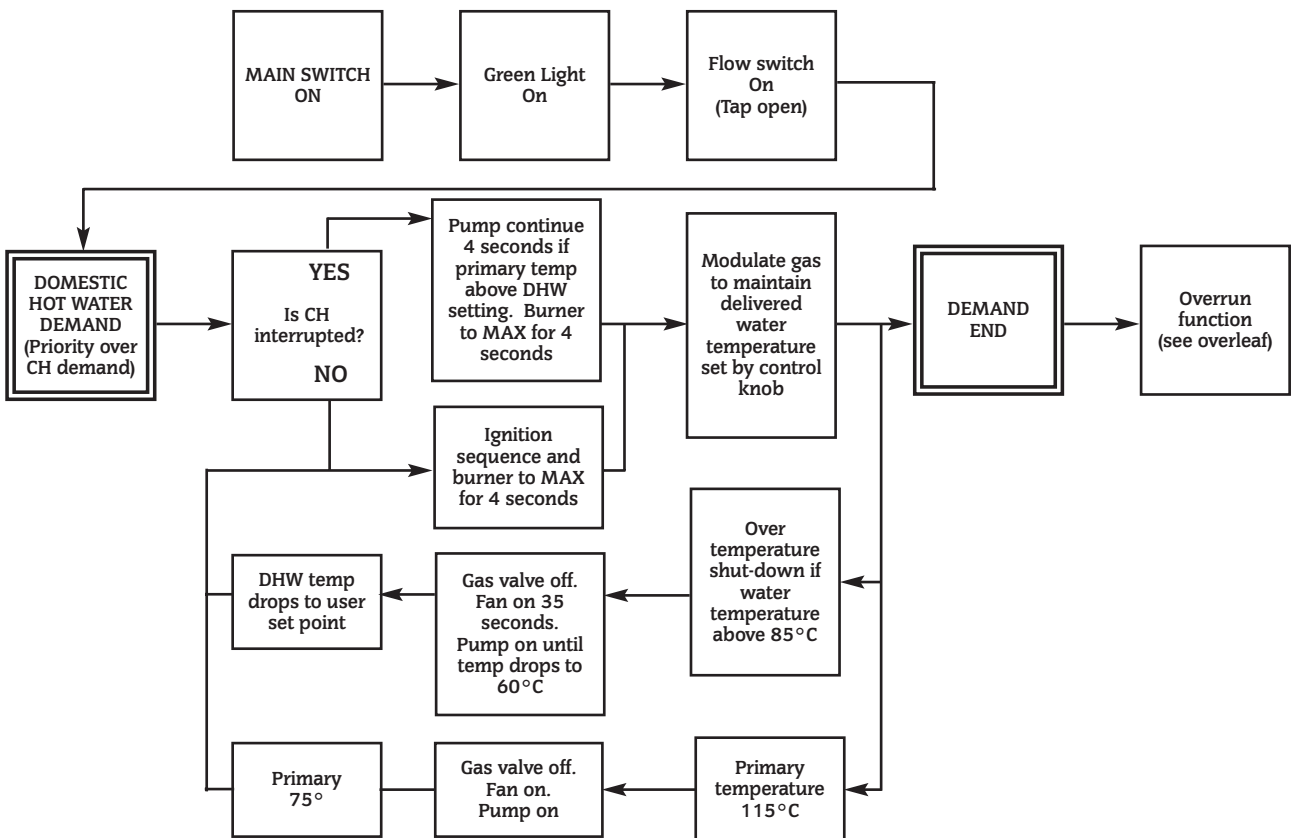 MAIN SWITCH
ON
Green Light
On
Flow switch
On
(Tap open)
DOMESTIC
HOT WATER
DEMAND
(Priority over
CH demand)
YES
Is CH
interrupted?
NO
Pump continue
4 seconds if
primary temp
above DHW
setting. Burner
to MAX for 4
seconds
Modulate gas
to maintain
delivered
water
temperature
set by control
knob
DEMAND
END
Overrun
function
(see overleaf)
Ignition
sequence and
burner to MAX
for 4 seconds
DHW temp
drops to user
set point
Gas valve off.
Fan on 35
seconds.
Pump on until
temp drops to
60°C
Over
temperature
shut-down if
water
temperature
above 85°C
Primary
75°
Gas valve off.
Fan on.
Pump on
Primary
temperature
115°C